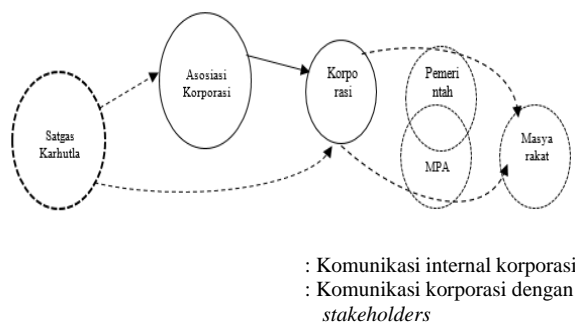 Satgas
Karhutla
Asosiasi
Korporasi
Korpo
rasi
Pemeri
ntah
MPA
Masya
rakat
: Komunikasi internal korporasi
: Komunikasi korporasi dengan
stakeholders